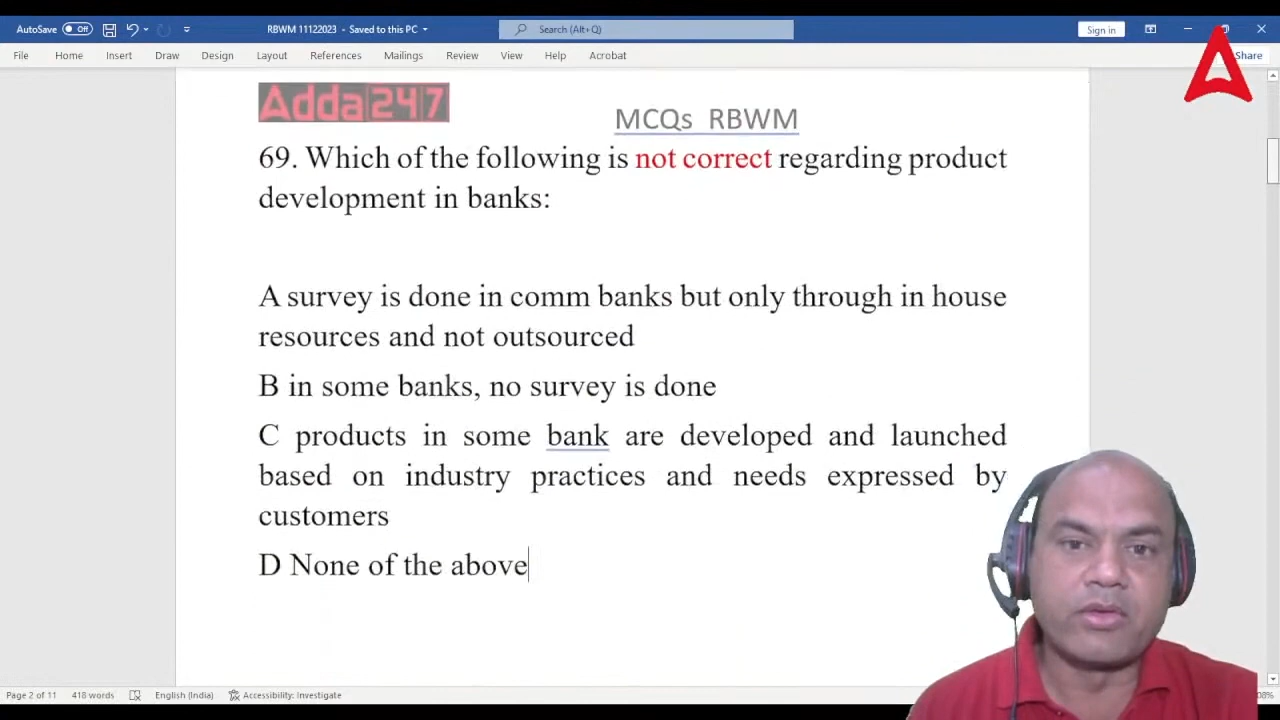 AutoSave Off RBWM 11122023 - Saved to this PC Search (Alt+Q) Sign in
File Home Insert Draw Design Layout References Mailings Review View Help Acrobat Share
Adda 247
MCQs RBWM
69. Which of the following is not correct regarding product
development in banks:
A survey is done in comm banks but only through in house
resources and not outsourced
B in some banks, no survey is done
C products in some bank are developed and launched
based on industry practices and needs expressed by
customers
D None of the above
Page 2 of 11 418 words English (India) Accessibility: Investigate